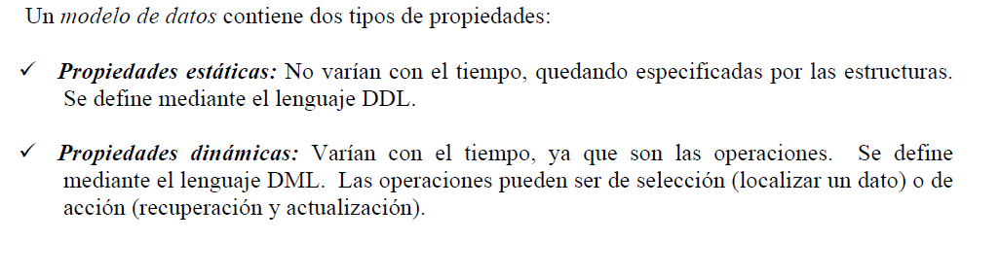 Un modelo de datos contiene dos tipos de propiedades:
✓ Propiedades estáticas: No varían con el tiempo, quedando especificadas por las estructuras.
Se define mediante el lenguaje DDL.
✓ Propiedades dinámicas: Varían con el tiempo, ya que son las operaciones. Se define
mediante el lenguaje DML. Las operaciones pueden ser de selección (localizar un dato) o de
acción (recuperación y actualización).